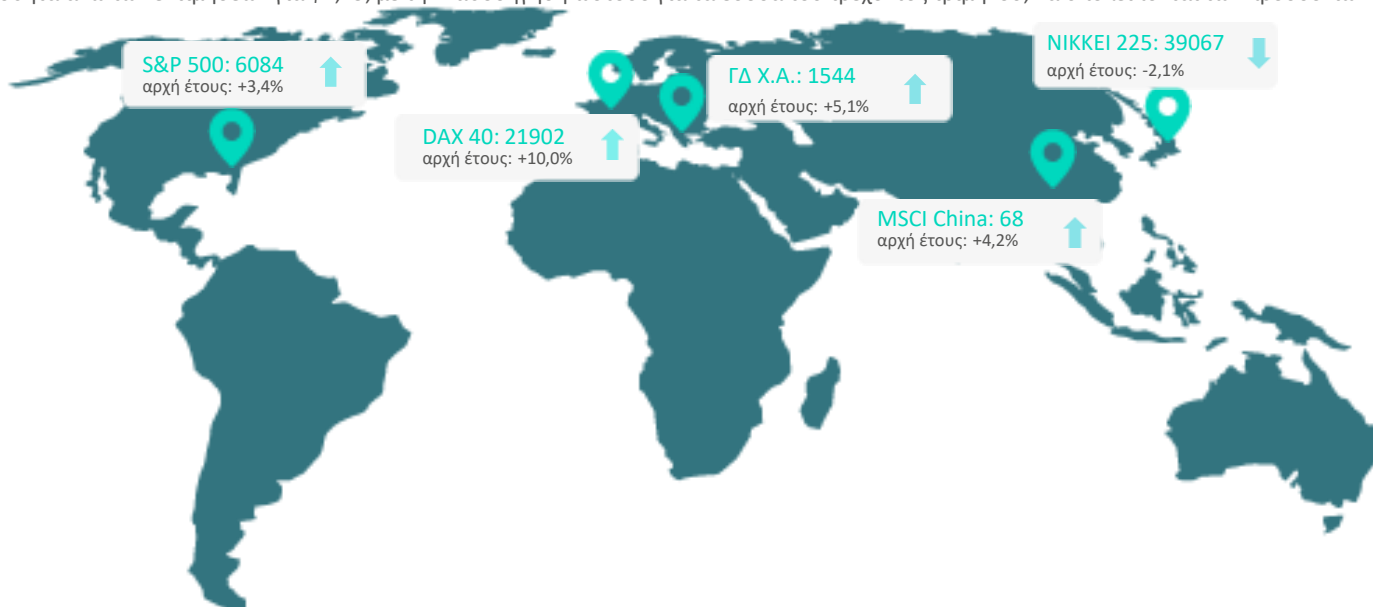 S&P 500: 6084
αρχή έτους: +3,4%
DAX 40: 21902
αρχή έτους: +10,0%
ΓΔ Χ.Α.: 1544
αρχή έτους: +5,1%
NIKKEI 225: 39067
αρχή έτους: -2,1%
MSCI China: 68
αρχή έτους: +4,2%